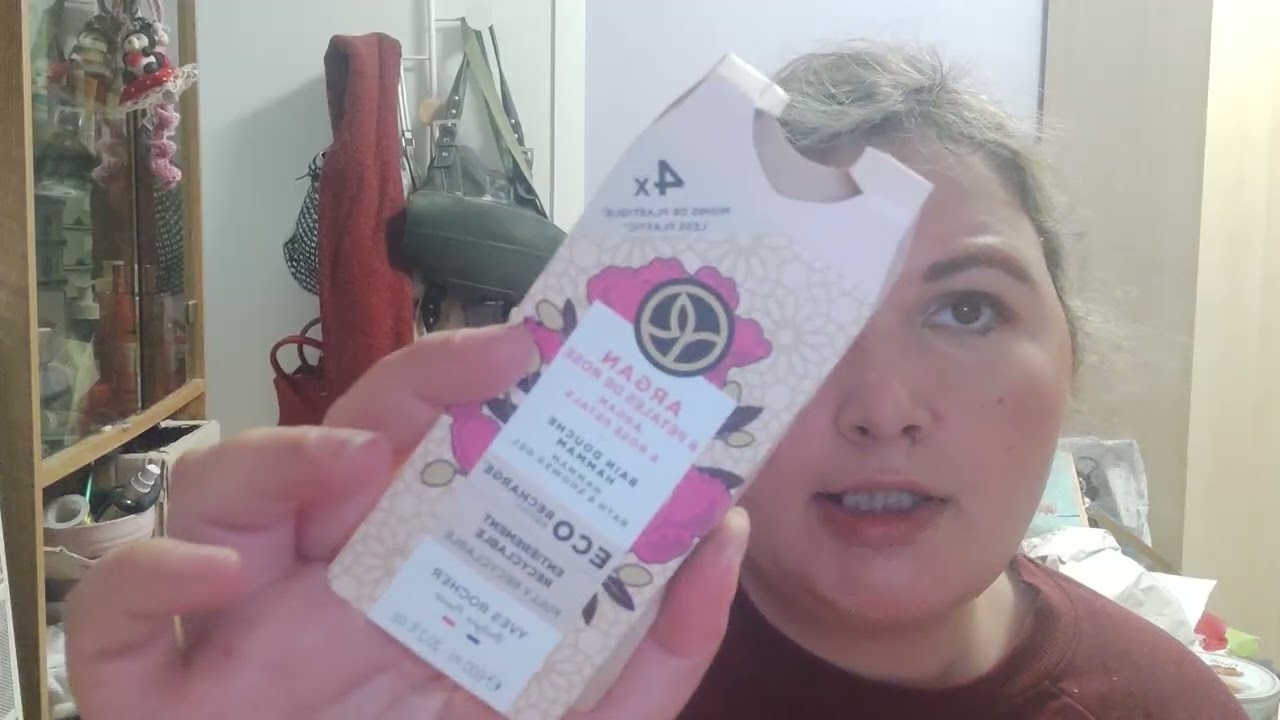 4x
MOINS DE PLASTIQUE*
LESS PLASTIC*
ARGAN
& PÉTALES DE ROSE
ARGAN
& ROSE PETALS
BAIN DOUCHE
HAMMAM
HAMMAM
BATH & SHOWER GEL
ECO RECHARGE
ENTIÈREMENT
RECYCLABLE
FULLY RECYCLABLE
YVES ROCHER